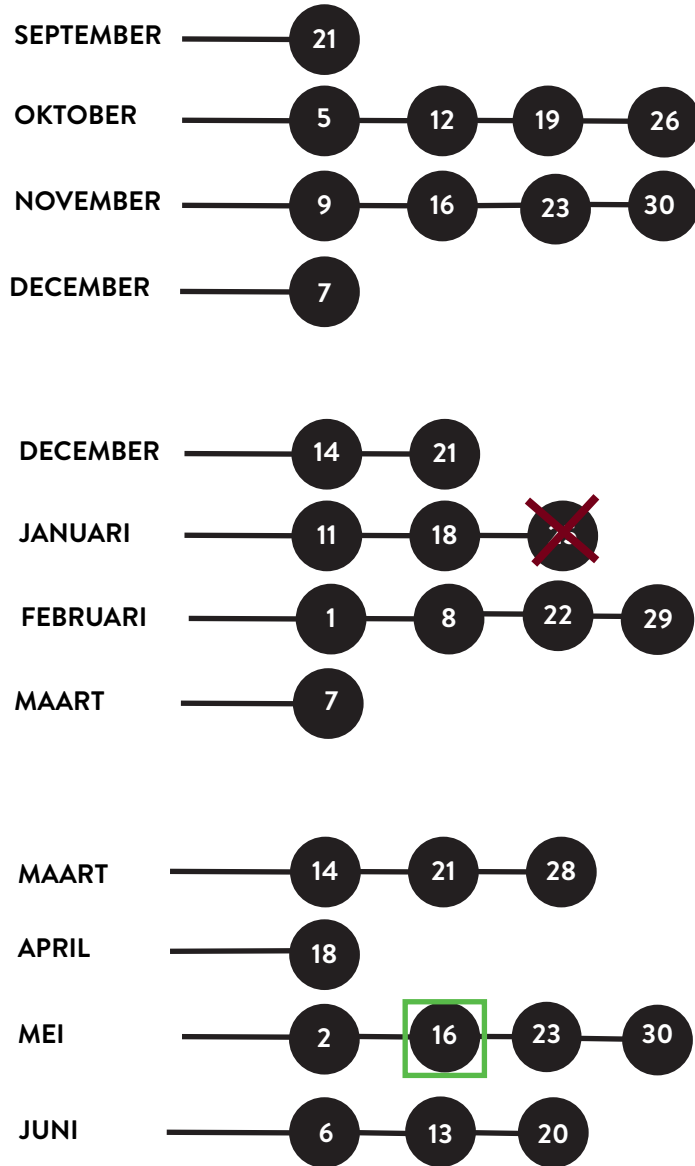 SEPTEMBER 21
OKTOBER 5 12 19 26
NOVEMBER 9 16 23 30
DECEMBER 7
DECEMBER 14 21
JANUARI 11 18
FEBRUARI 1 8 22 29
MAART 7
MAART 14 21 28
APRIL 18
MEI 2 16 23 30
JUNI 6 13 20